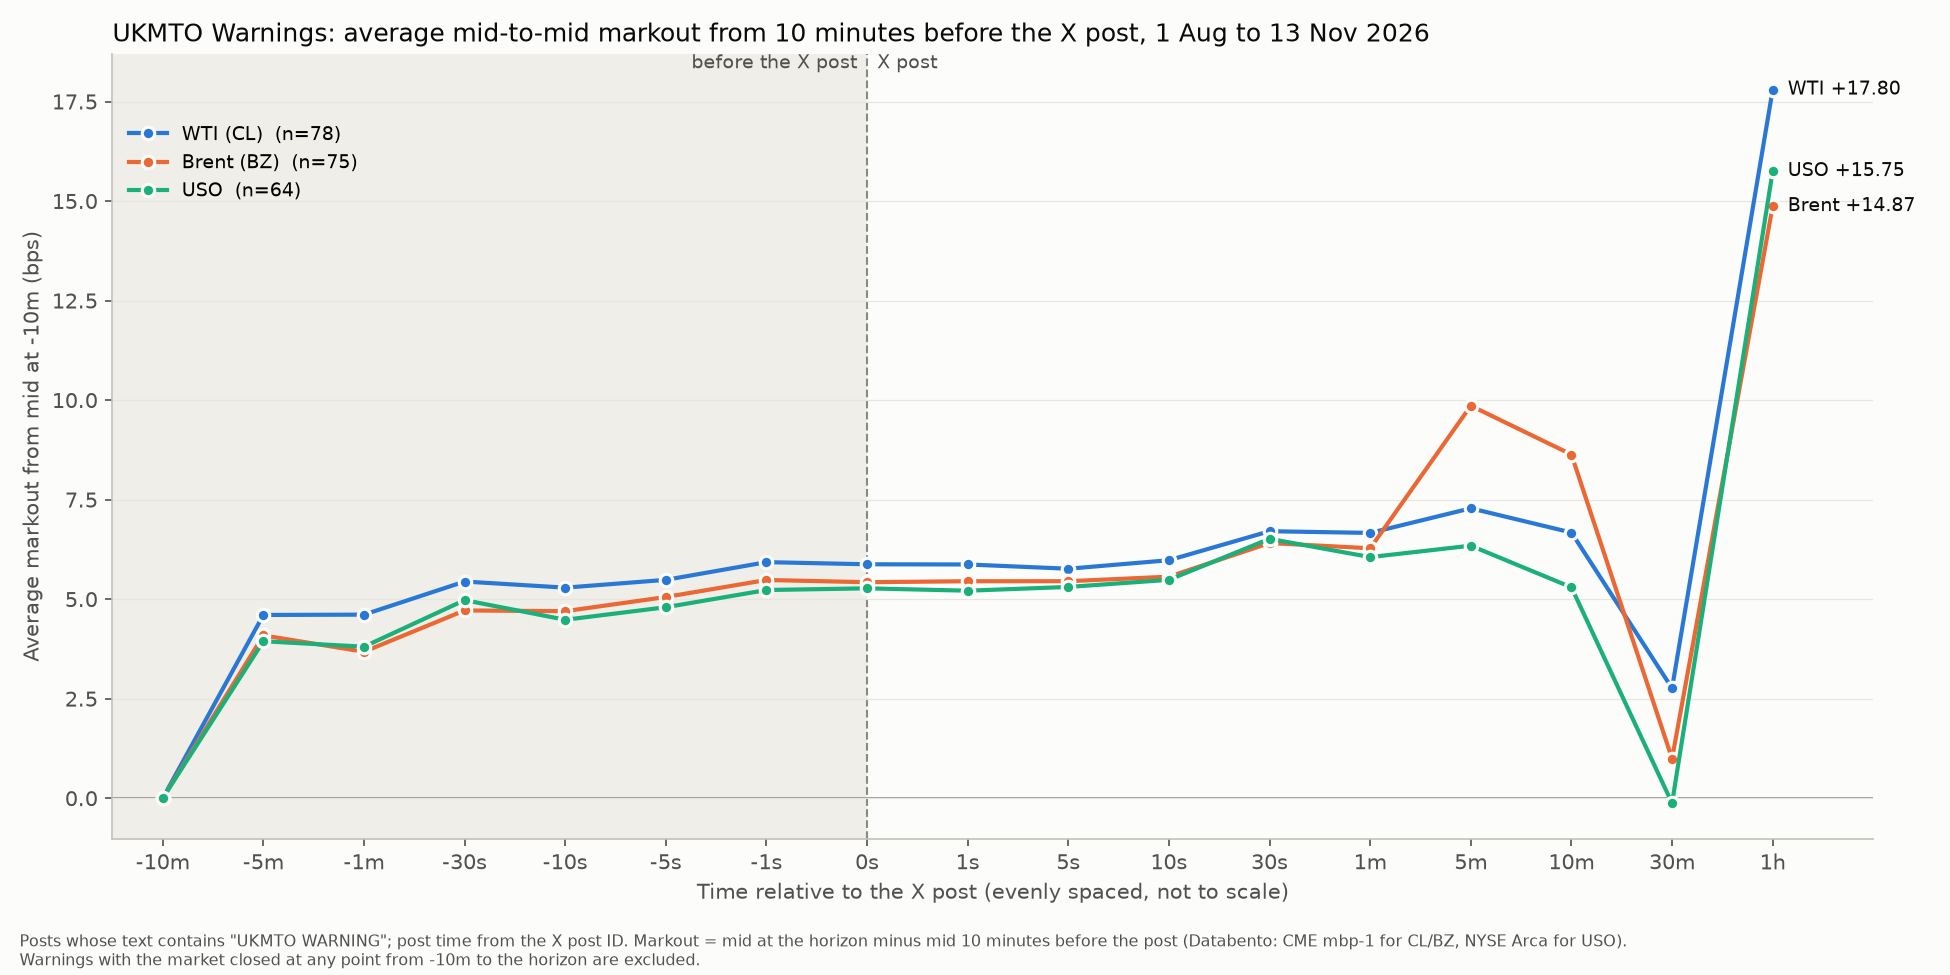 UKMTO Warnings: average mid-to-mid markout from 10 minutes before the X post, 1 Aug to 13 Nov 2026
before the X post
X post
WTI (CL) (n=78)
Brent (BZ) (n=75)
USO (n=64)
WTI +17.80
USO +15.75
Brent +14.87
Average markout from mid at -10m (bps)
17.5
15.0
12.5
10.0
7.5
5.0
2.5
0.0
-10m -5m -1m -30s -10s -5s -1s 0s 1s 5s 10s 30s 1m 5m 10m 30m 1h
Time relative to the X post (evenly spaced, not to scale)
Posts whose text contains "UKMTO WARNING"; post time from the X post ID. Markout = mid at the horizon minus mid 10 minutes before the post (Databento: CME mbp-1 for CL/BZ, NYSE Arca for USO).
Warnings with the market closed at any point from -10m to the horizon are excluded.